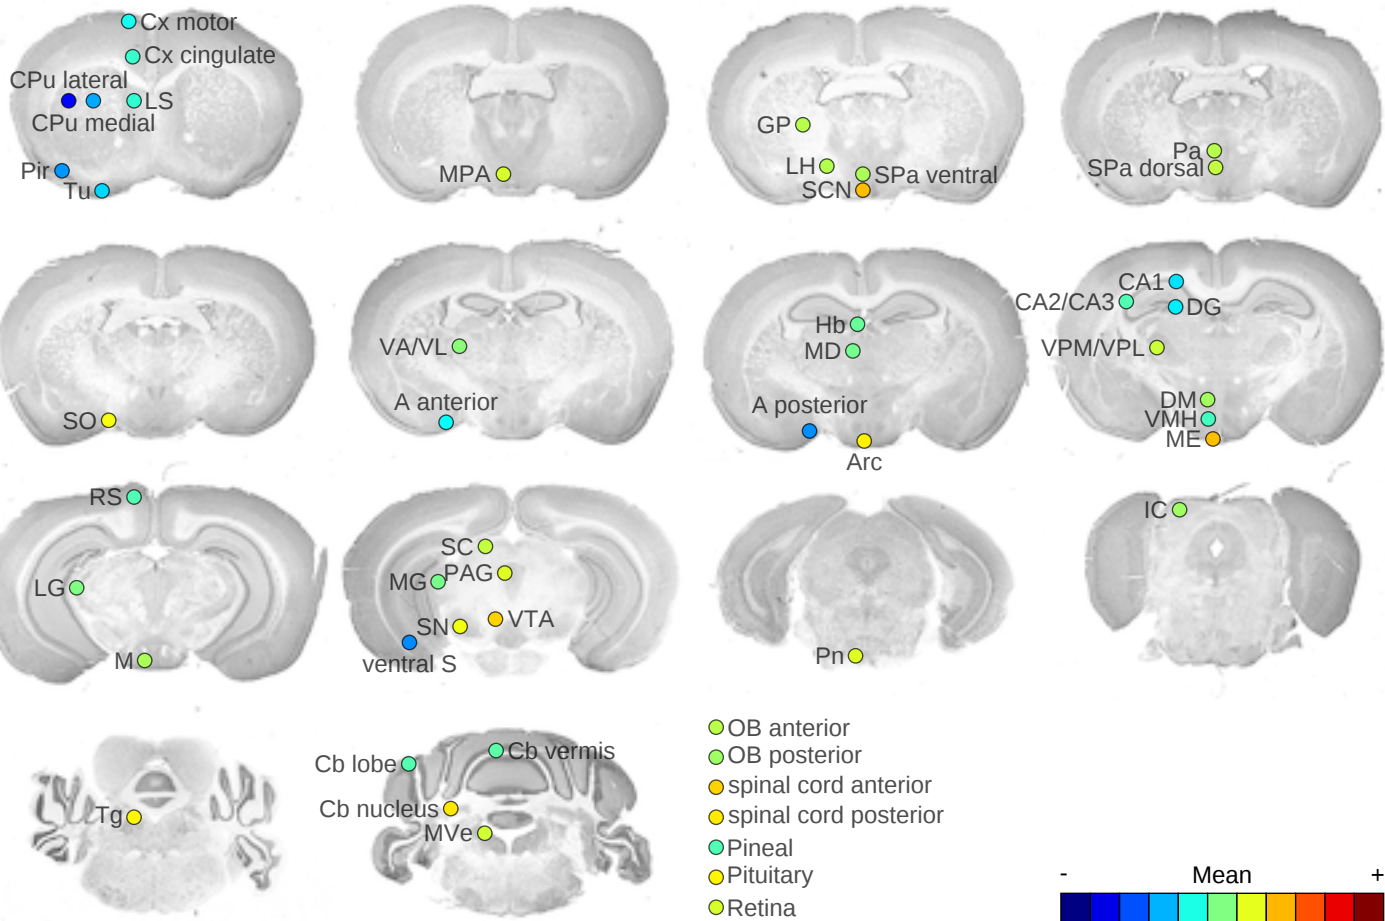 Cx motor
Cx cingulate
CPu lateral
LS
CPu medial
Pir
Tu
MPA
GP
LH
SPa ventral
SCN
Pa
SPa dorsal
SO
VA/VL
A anterior
Hb
MD
A posterior
Arc
CA1
CA2/CA3
DG
VPM/VPL
DM
VMH
ME
RS
LG
M
SC
PAG
MG
VTA
SN
ventral S
Pn
IC
Tg
Cb vermis
Cb lobe
Cb nucleus
MVe
OB anterior
OB posterior
spinal cord anterior
spinal cord posterior
Pineal
Pituitary
Retina
- Mean +